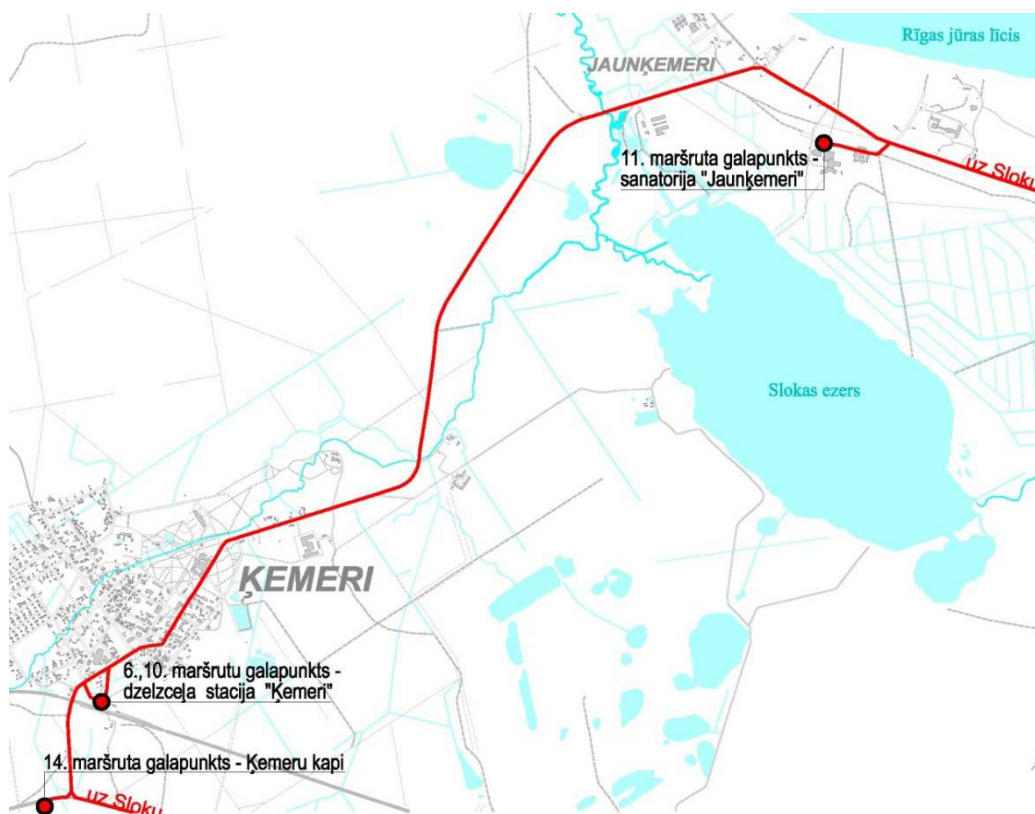 Rīgas jūras līcis
JAUNĶEMERI
11. maršruta galapunkts -
sanatorija "Jaunķemeri"
uz Sloku
Slokas ezers
ĶEMERI
6.,10. maršrutu galapunkts -
dzelzceļa stacija "Ķemeri"
14. maršruta galapunkts - Ķemeru kapi
uz Sloku